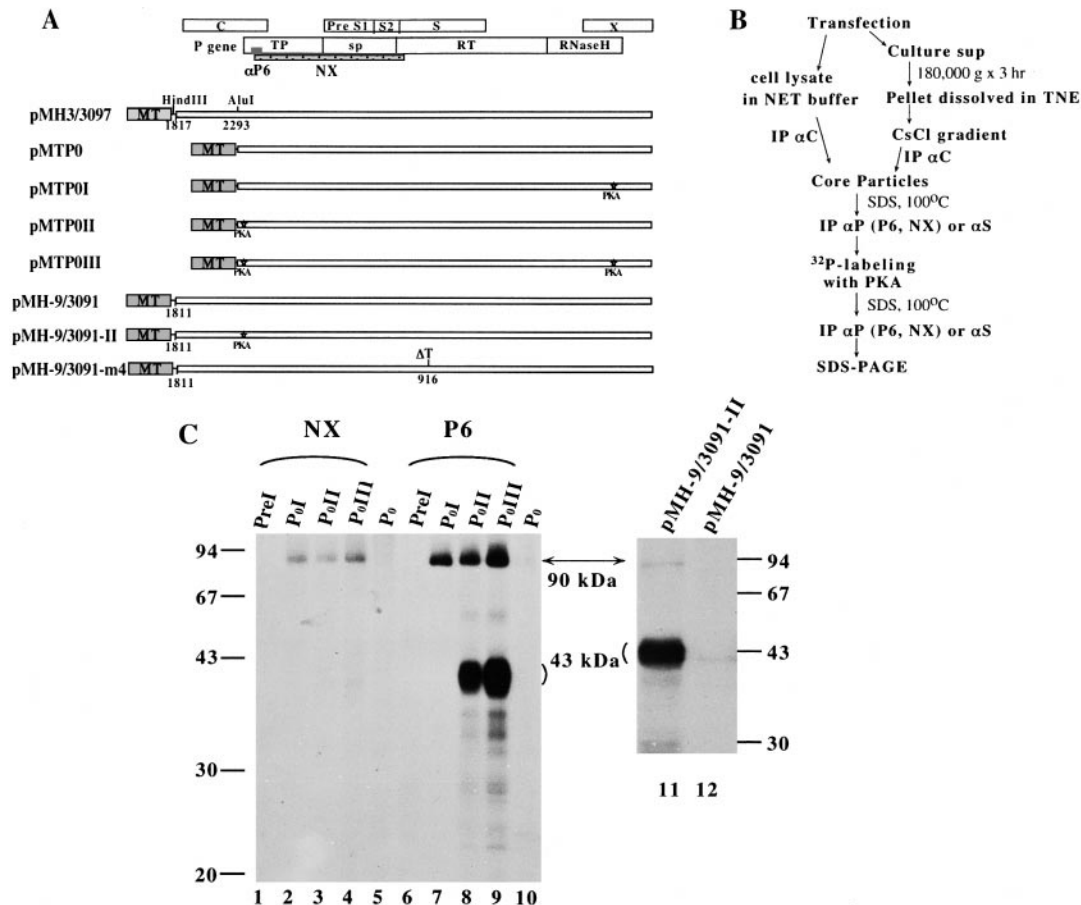 A
C
Pre S1 S2 S
X
P gene
TP sp RT RNaseH
αP6 NX
HindIII AluI
pMH3/3097 MT
1817 2293
pMTP0 MT
pMTP0I MT
PKA
pMTP0II MT
PKA
pMTP0III MT
PKA PKA
pMH-9/3091 MT
1811
pMH-9/3091-II MT
1811 PKA
ΔT
pMH-9/3091-m4 MT
1811 916
B
Transfection
Culture sup
cell lysate
in NET buffer
180,000 g x 3 hr
Pellet dissolved in TNE
IP αC
CsCl gradient
IP αC
Core Particles
SDS, 100°C
IP αP (P6, NX) or αS
32P-labeling
with PKA
SDS, 100°C
IP αP (P6, NX) or αS
SDS-PAGE
C
NX P6
PreI P0I P0II P0III P0 PreI P0I P0II P0III P0
pMH-9/3091-II pMH-9/3091
94
67
43
30
20
90 kDa
43 kDa
94
67
43
30
1 2 3 4 5 6 7 8 9 10
11 12